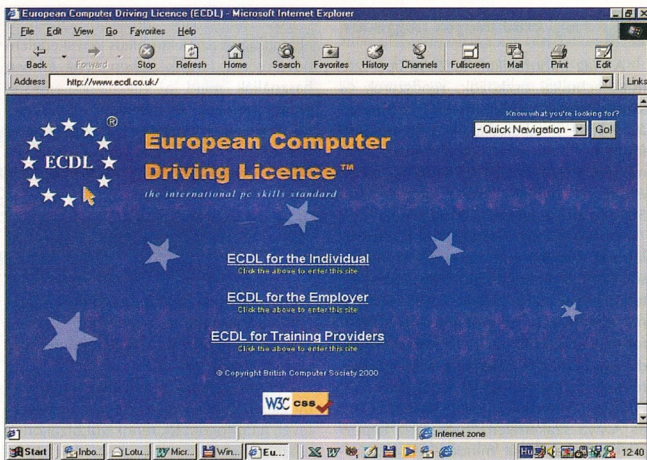 European Computer Driving Licence (ECDL) - Microsoft Internet Explorer
File Edit View Go Favorites Help
Back Forward Stop Refresh Home Search Favorites History Channels Fullscreen Mail Print Edit
Address http://www.ecdl.co.uk/ Links
Know what you're looking for?
- Quick Navigation - Go!
®
ECDL
European Computer
Driving Licence™
the international pc skills standard
ECDL for the Individual
Click the above to enter this site
ECDL for the Employer
Click the above to enter this site
ECDL for Training Providers
Click the above to enter this site
© Copyright British Computer Society 2000
W3C css
Internet zone
Start Inbo... Lotu... Micr... Win... Eu... Hu 12:40